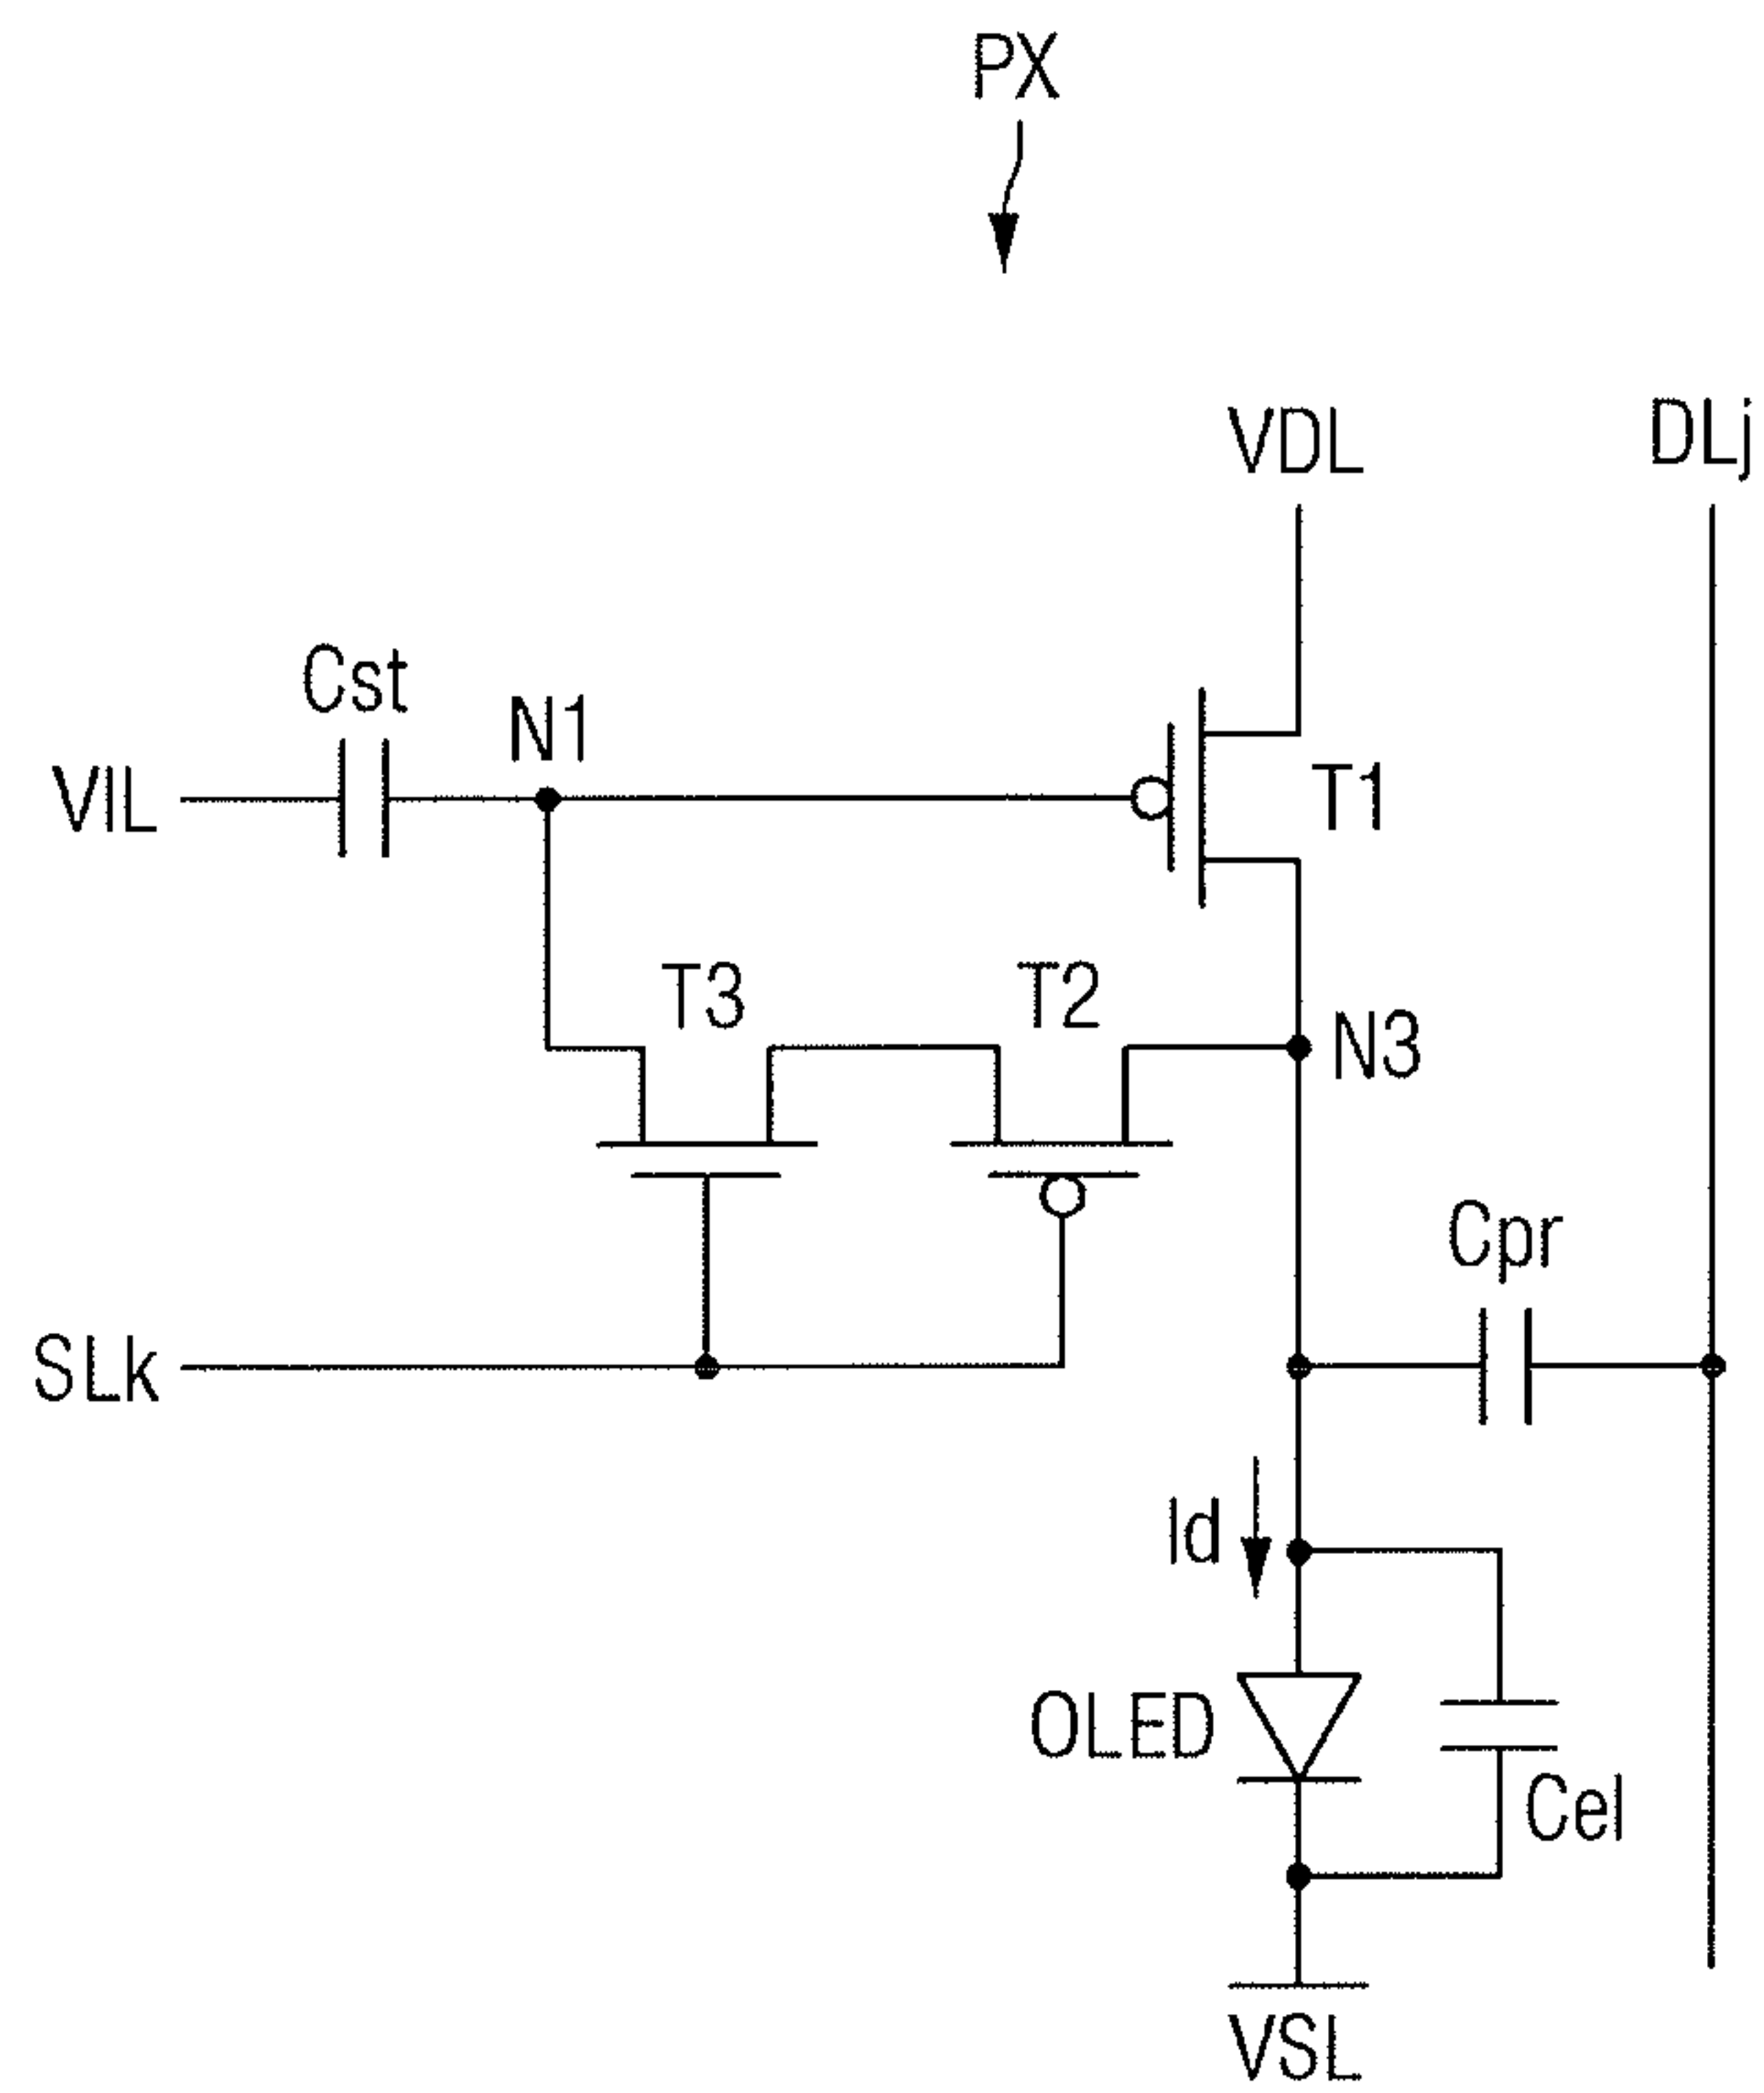 PX
VDL
DLj
Cst
N1
VIL
T1
T3
T2
N3
Cpr
SLk
Id
OLED
Cel
VSL